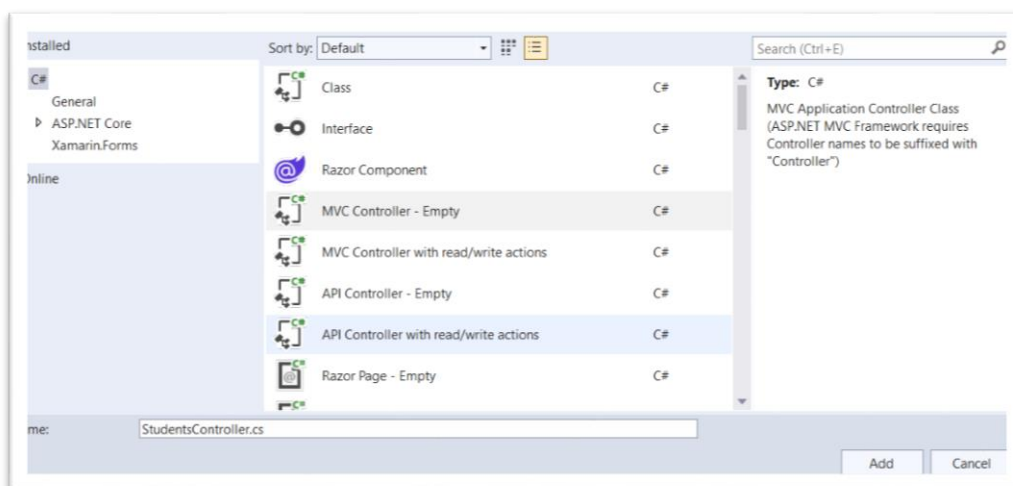 nstalled
Sort by: Default
Search (Ctrl+E)
C#
General
ASP.NET Core
Xamarin.Forms
Online
Class C#
Interface C#
Razor Component C#
MVC Controller - Empty C#
MVC Controller with read/write actions C#
API Controller - Empty C#
API Controller with read/write actions C#
Razor Page - Empty C#
Type: C#
MVC Application Controller Class
(ASP.NET MVC Framework requires
Controller names to be suffixed with
"Controller")
me: StudentsController.cs
Add Cancel